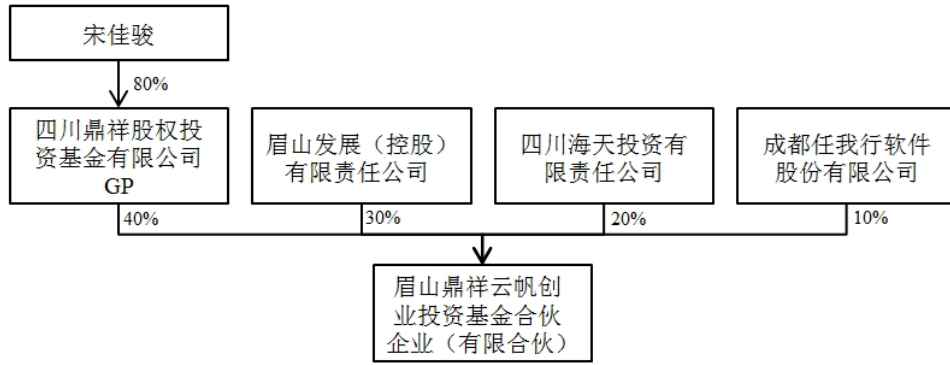 宋佳骏
80%
四川鼎祥股权投
资基金有限公司
GP
眉山发展（控股）
有限责任公司
四川海天投资有
限责任公司
成都任我行软件
股份有限公司
40%
30%
20%
10%
眉山鼎祥云帆创
业投资基金合伙
企业（有限合伙）